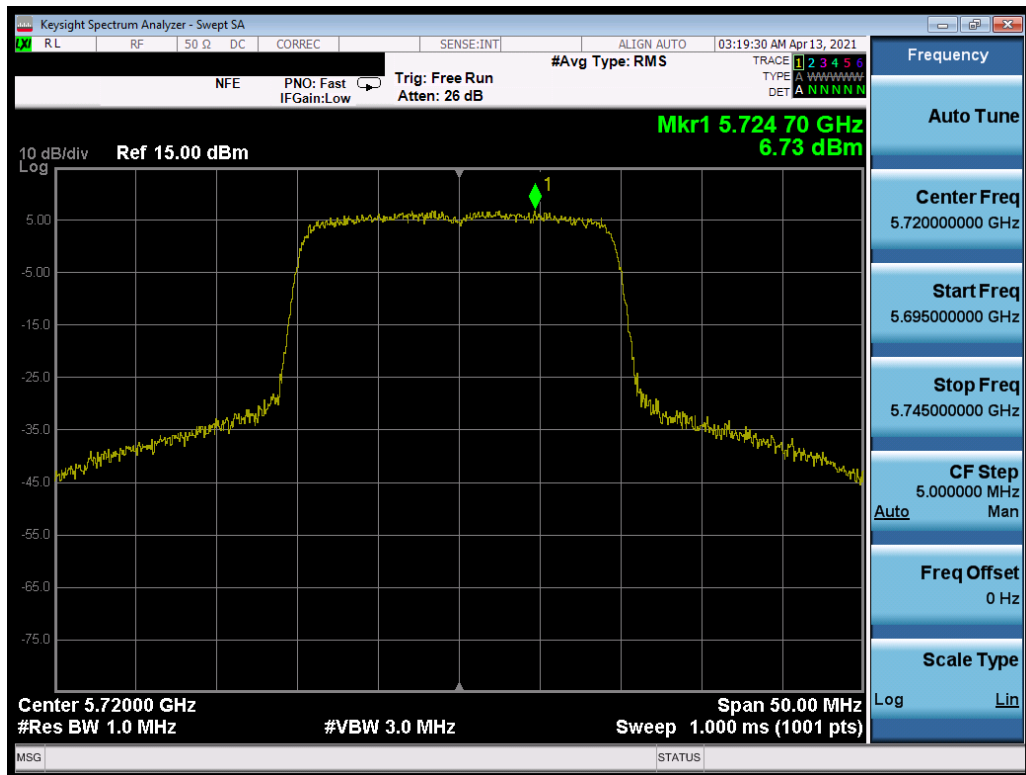 Keysight Spectrum Analyzer - Swept SA
LXI RL RF 50 Ω DC CORREC SENSE:INT ALIGN AUTO 03:19:30 AM Apr 13, 2021
#Avg Type: RMS TRACE 1 2 3 4 5 6
NFE PNO: Fast Trig: Free Run TYPE A WWWWW
IFGain:Low Atten: 26 dB DET A N N N N N
Mkr1 5.724 70 GHz
6.73 dBm
10 dB/div Ref 15.00 dBm
Log
1
5.00
-5.00
-15.0
-25.0
-35.0
-45.0
-55.0
-65.0
-75.0
Center 5.72000 GHz Span 50.00 MHz
#Res BW 1.0 MHz #VBW 3.0 MHz Sweep 1.000 ms (1001 pts)
MSG STATUS
Frequency
Auto Tune
Center Freq
5.720000000 GHz
Start Freq
5.695000000 GHz
Stop Freq
5.745000000 GHz
CF Step
5.000000 MHz
Auto Man
Freq Offset
0 Hz
Scale Type
Log Lin